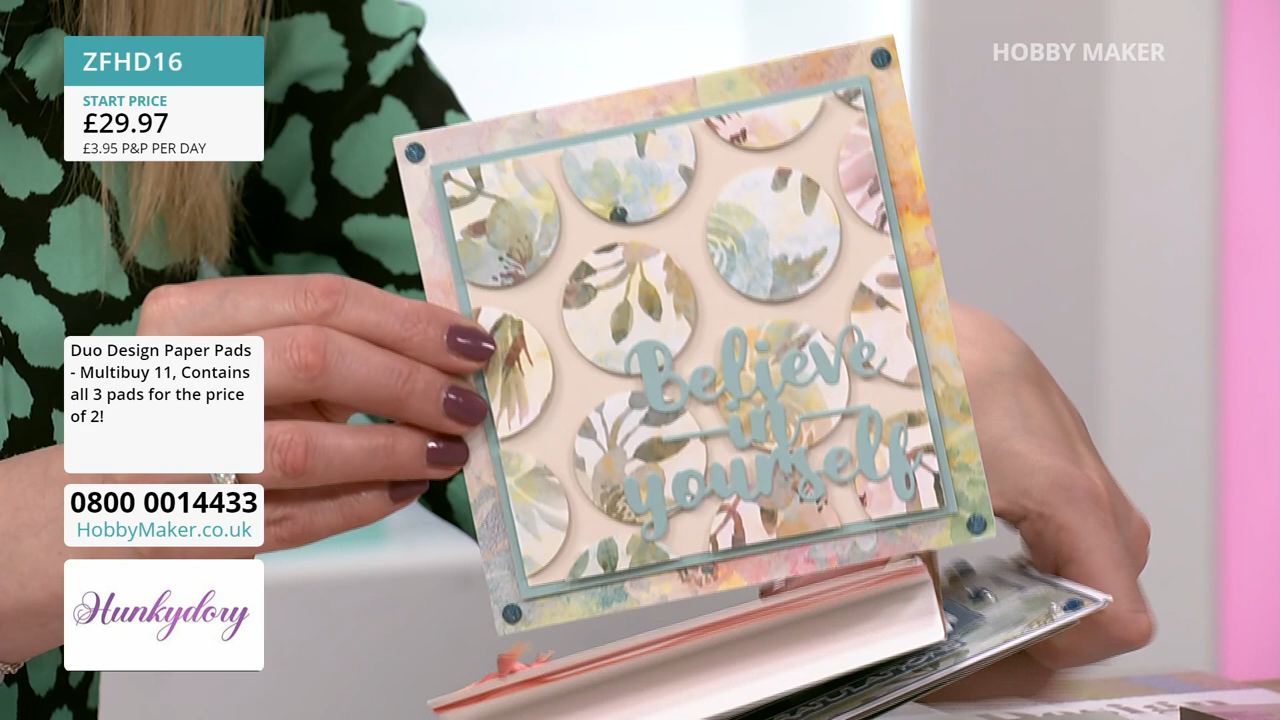 ZFHD16
START PRICE
£29.97
£3.95 P&P PER DAY
HOBBY MAKER
Duo Design Paper Pads
- Multibuy 11, Contains
all 3 pads for the price
of 2!
0800 0014433
HobbyMaker.co.uk
Hunkydory
Believe
in
yourself